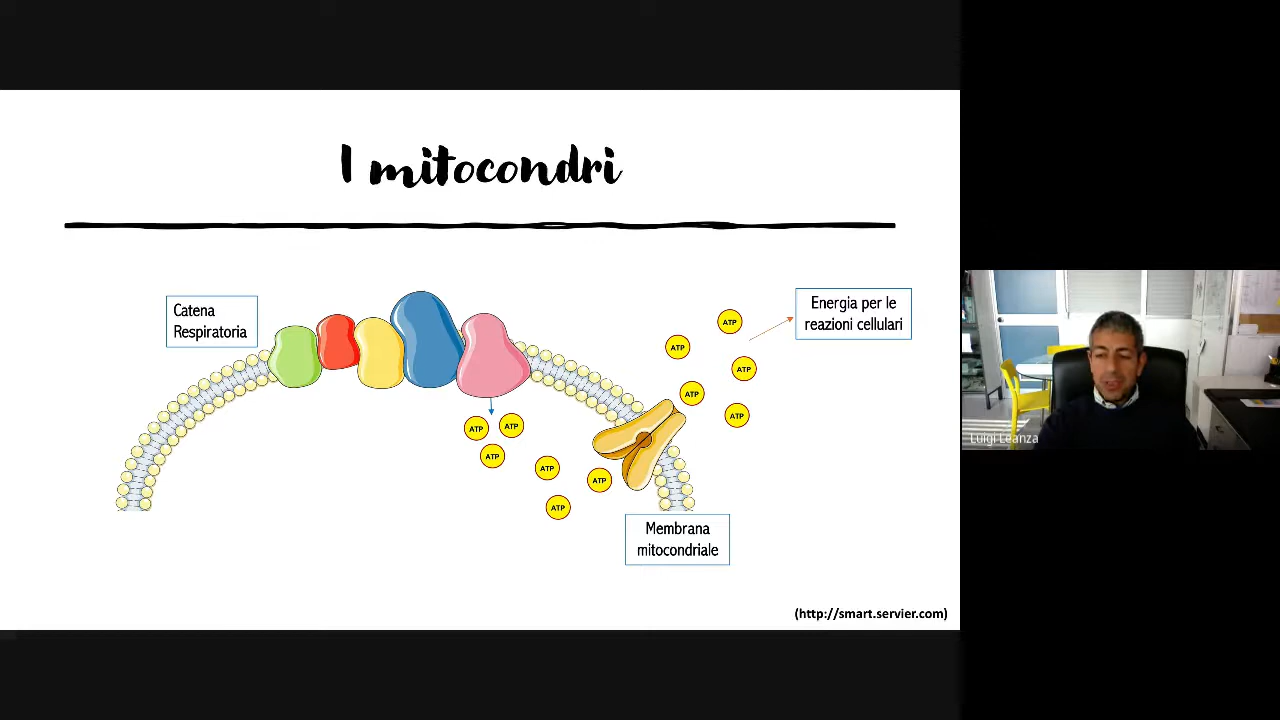 I mitocondri
Catena
Respiratoria
Energia per le
reazioni cellulari
ATP
ATP
ATP
ATP
ATP
ATP
ATP
ATP
ATP
ATP
ATP
Membrana
mitocondriale
(http://smart.servier.com)
Luigi Leanza